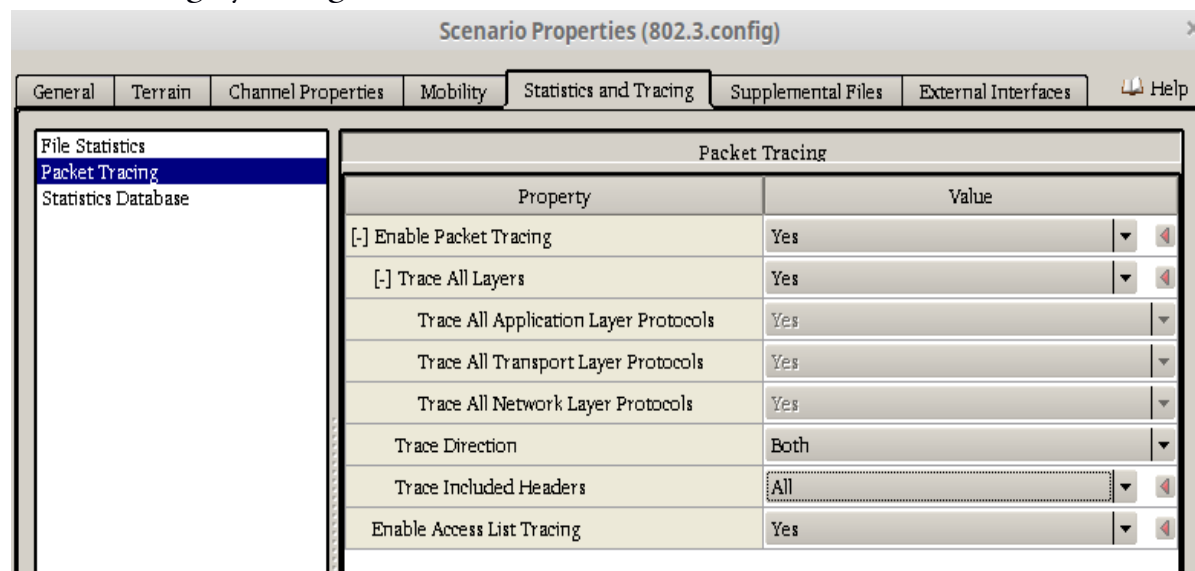 Scenario Properties (802.3.config)
General Terrain Channel Properties Mobility Statistics and Tracing Supplemental Files External Interfaces Help
File Statistics
Packet Tracing
Statistics Database
Packet Tracing
Property Value
[-] Enable Packet Tracing Yes
[-] Trace All Layers Yes
Trace All Application Layer Protocols Yes
Trace All Transport Layer Protocols Yes
Trace All Network Layer Protocols Yes
Trace Direction Both
Trace Included Headers All
Enable Access List Tracing Yes